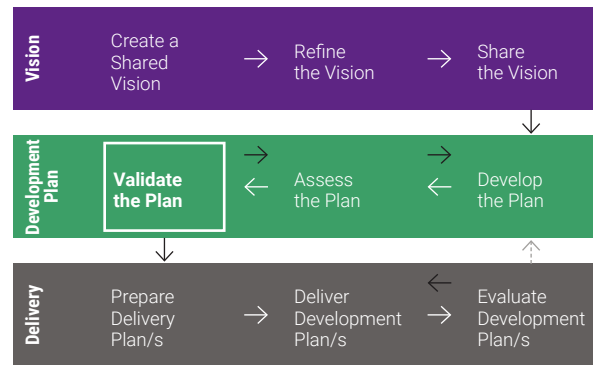 Vision
Create a
Shared
Vision
Refine
the Vision
Share
the Vision
Development
Plan
Validate
the Plan
Assess
the Plan
Develop
the Plan
Delivery
Prepare
Delivery
Plan/s
Deliver
Development
Plan/s
Evaluate
Development
Plan/s